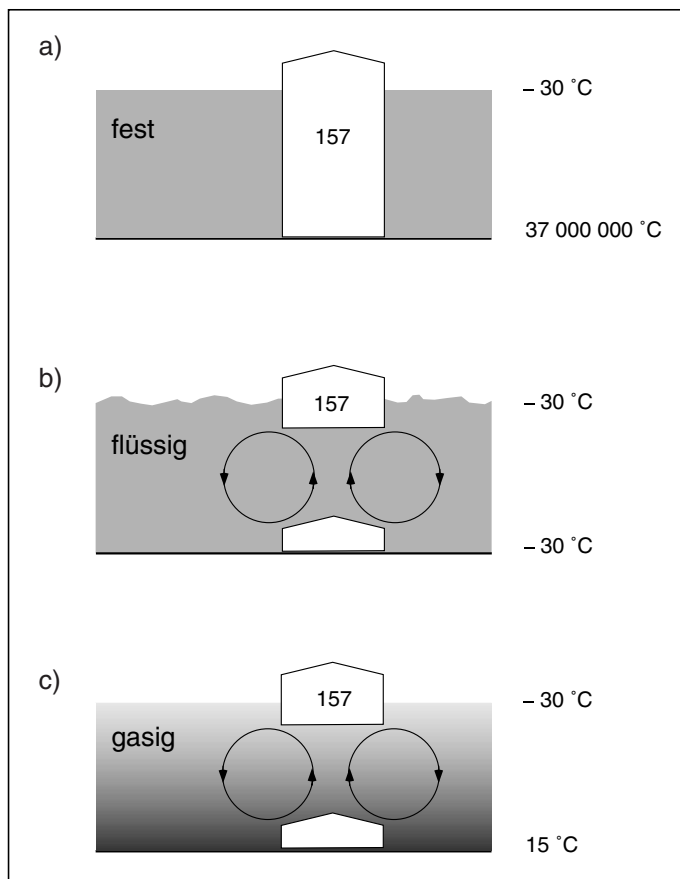 a)
– 30 ˚C
fest
157
37 000 000 ˚C
b)
157
– 30 ˚C
flüssig
– 30 ˚C
c)
157
– 30 ˚C
gasig
15 ˚C